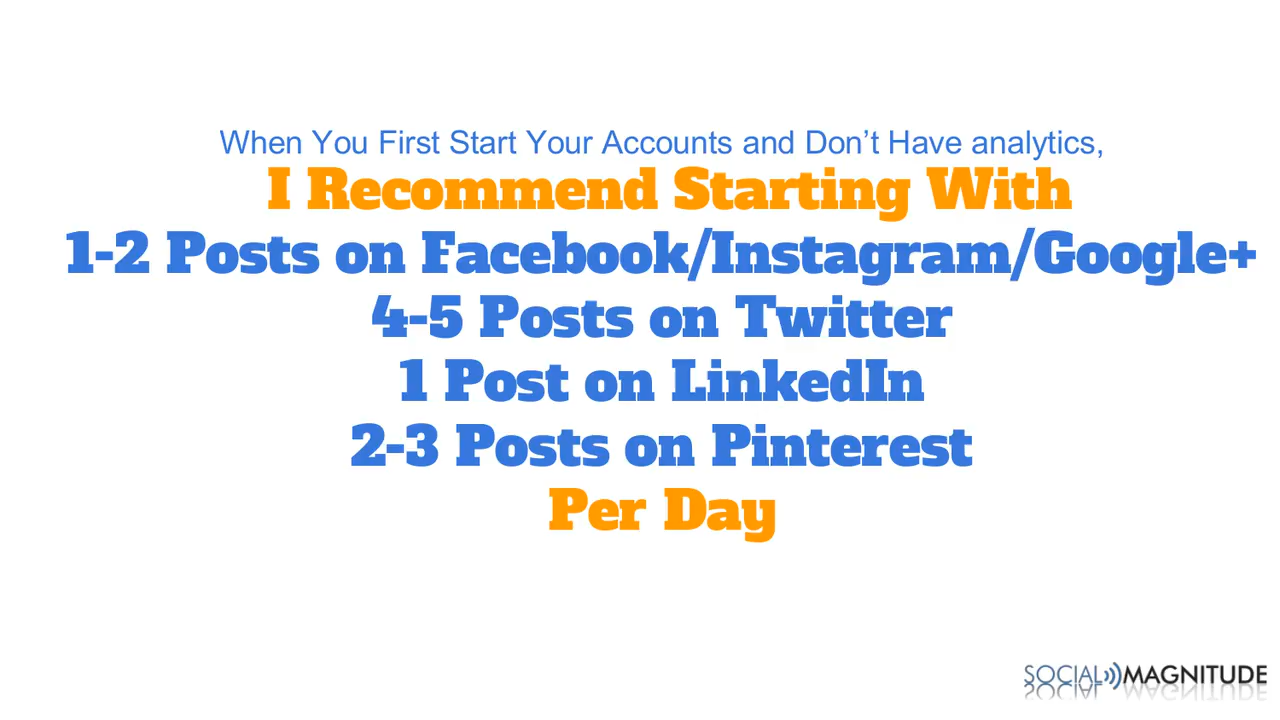 When You First Start Your Accounts and Don’t Have analytics,
I Recommend Starting With
1-2 Posts on Facebook/Instagram/Google+
4-5 Posts on Twitter
1 Post on LinkedIn
2-3 Posts on Pinterest
Per Day
SOCIAL MAGNITUDE